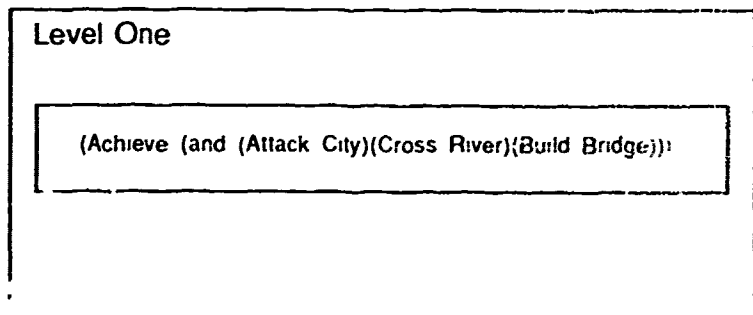 Level One
(Achieve (and (Attack City)(Cross River)(Build Bridge)))